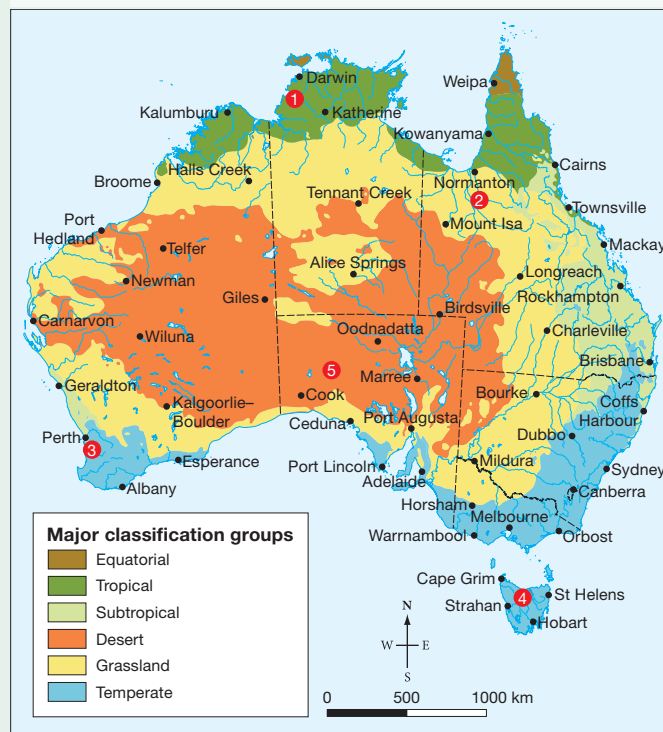 Darwin
Weipa
1
Kalumburu
Katherine
Kowanyama
Cairns
Halls Creek
Broome
Normanton
Tennant Creek
2
Townsville
Port
Hedland
Mount Isa
Telfer
Mackay
Alice Springs
Longreach
Newman
Rockhampton
Giles
Birdsville
Carnarvon
Oodnadatta
Charleville
Wiluna
Brisbane
5
Marree
Geraldton
Cook
Bourke
Coffs
Harbour
Kalgoorlie–
Boulder
Ceduna
Port Augusta
Dubbo
Perth
3
Esperance
Port Lincoln
Mildura
Sydney
Adelaide
Albany
Canberra
Horsham
Melbourne
Warrnambool
Orbost
Major classification groups
Equatorial
Tropical
Subtropical
Desert
Grassland
Temperate
Cape Grim
4
St Helens
Strahan
Hobart
N
W E
S
0 500 1000 km